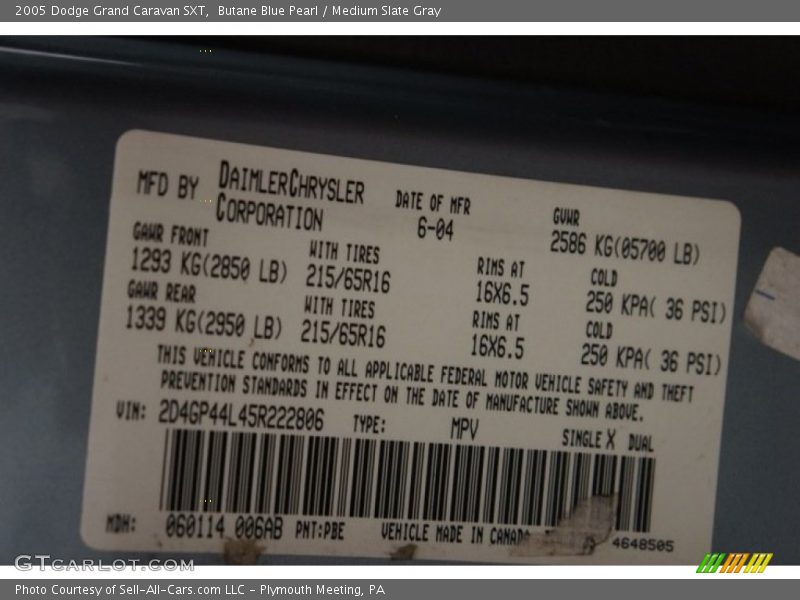 2005 Dodge Grand Caravan SXT,  Butane Blue Pearl / Medium Slate Gray
MFD BY DAIMLERCHRYSLER CORPORATION
DATE OF MFR 6-04
GVWR 2586 KG(05700 LB)
GAWR FRONT WITH TIRES RIMS AT COLD
1293 KG(2850 LB) 215/65R16 16X6.5 250 KPA( 36 PSI)
GAWR REAR WITH TIRES RIMS AT COLD
1339 KG(2950 LB) 215/65R16 16X6.5 250 KPA( 36 PSI)
THIS VEHICLE CONFORMS TO ALL APPLICABLE FEDERAL MOTOR VEHICLE SAFETY AND THEFT
PREVENTION STANDARDS IN EFFECT ON THE DATE OF MANUFACTURE SHOWN ABOVE.
VIN: 2D4GP44L45R222806 TYPE: MPV SINGLE X DUAL
MDH: 060114 006AB PNT:PBE VEHICLE MADE IN CANADA 4648505
GTCARLOT.COM
Photo Courtesy of Sell-All-Cars.com LLC - Plymouth Meeting, PA